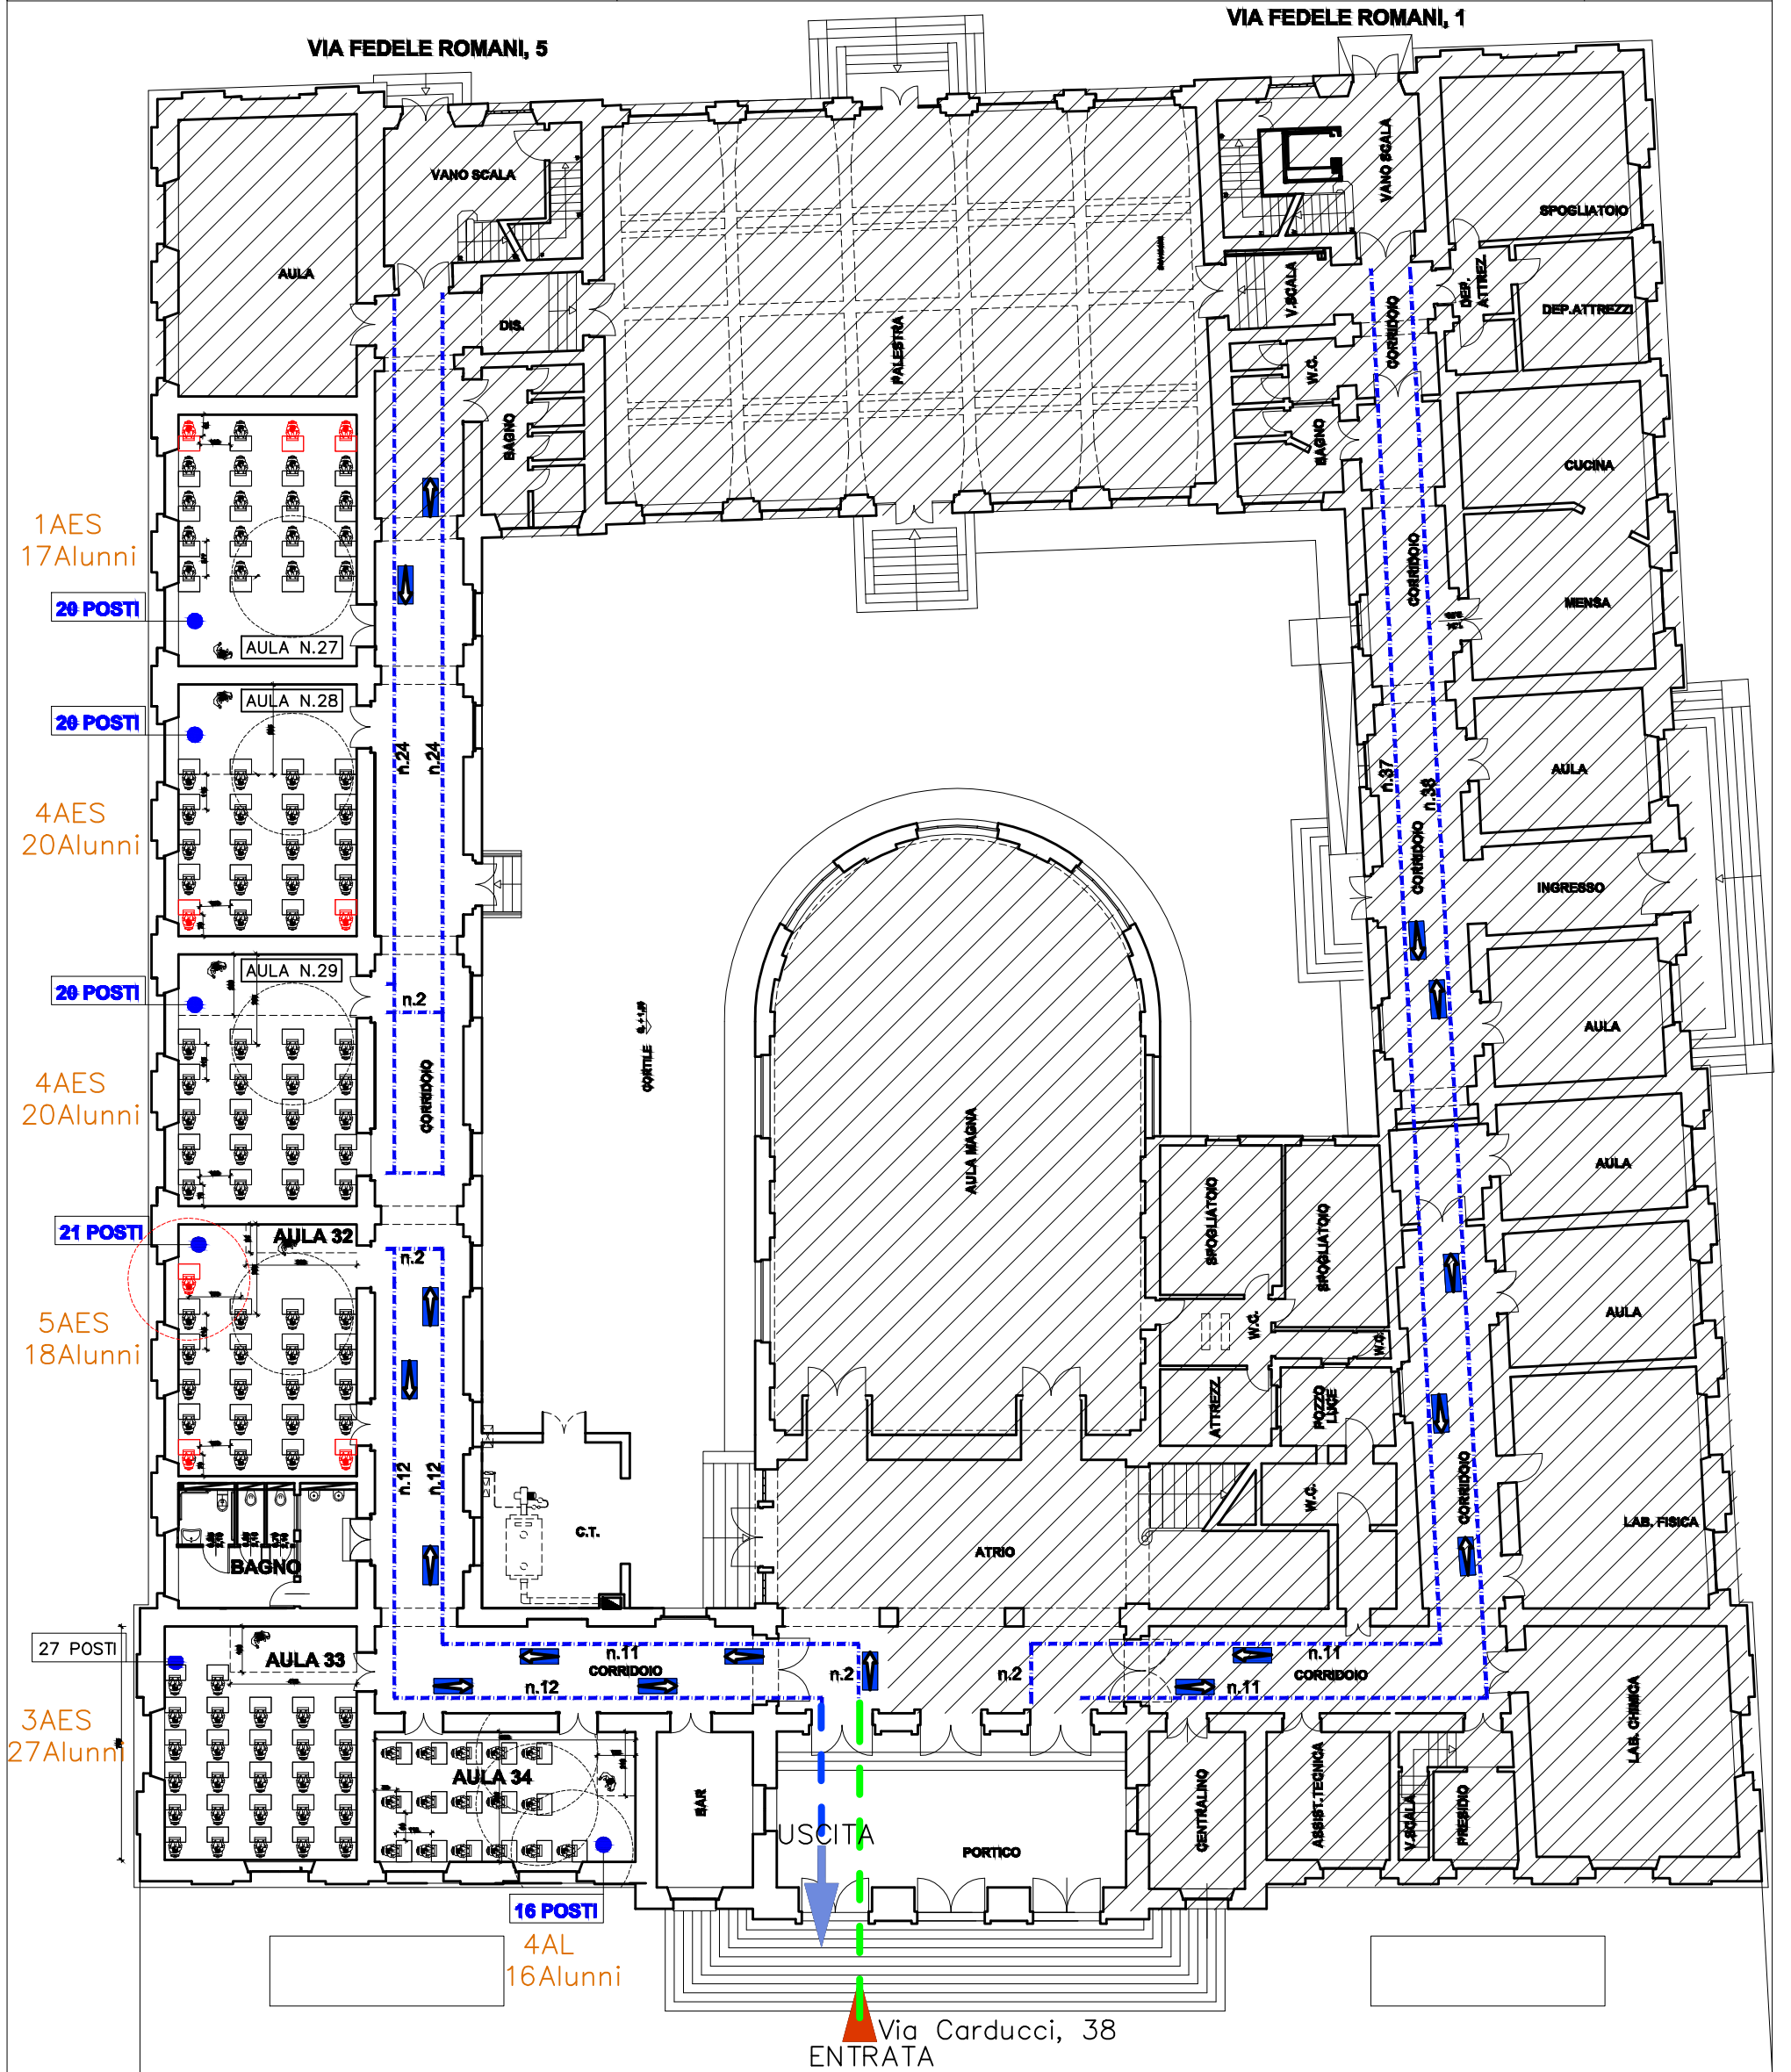 VIA FEDELE ROMANI, 5
VIA FEDELE ROMANI, 1
VANO SCALA
VANO SCALA
SPOGLIATOIO
AULA
DIS.
PALESTRA
V.SCALA
CORRIDOIO
DEP.
ATTREZ.
DEP.ATTREZZI
W.C.
BAGNO
BAGNO
CUCINA
1AES
17Alunni
20 POSTI
AULA N.27
CORRIDOIO
MENSA
20 POSTI
AULA N.28
n.24
n.24
n.37
n.38
AULA
4AES
20Alunni
CORRIDOIO
INGRESSO
20 POSTI
AULA N.29
n.2
CORTILE
AULA
4AES
20Alunni
CORRIDOIO
AULA MAGNA
AULA
21 POSTI
AULA 32
n.2
SPOGLIATOIO
SPOGLIATOIO
5AES
18Alunni
W.C.
W.C.
AULA
ATTREZZ.
POZZO
LUCE
n.12
n.12
C.T.
W.C.
CORRIDOIO
LAB. FISICA
BAGNO
ATRIO
27 POSTI
AULA 33
n.11
CORRIDOIO
n.12
n.2
n.2
n.11
CORRIDOIO
n.11
3AES
27Alunni
AULA 34
BAR
USCITA
PORTICO
CENTRALINO
ASSIST.TECNICA
V.SCALA
PRESIDIO
LAB. CHIMICA
16 POSTI
4AL
16Alunni
Via Carducci, 38
ENTRATA